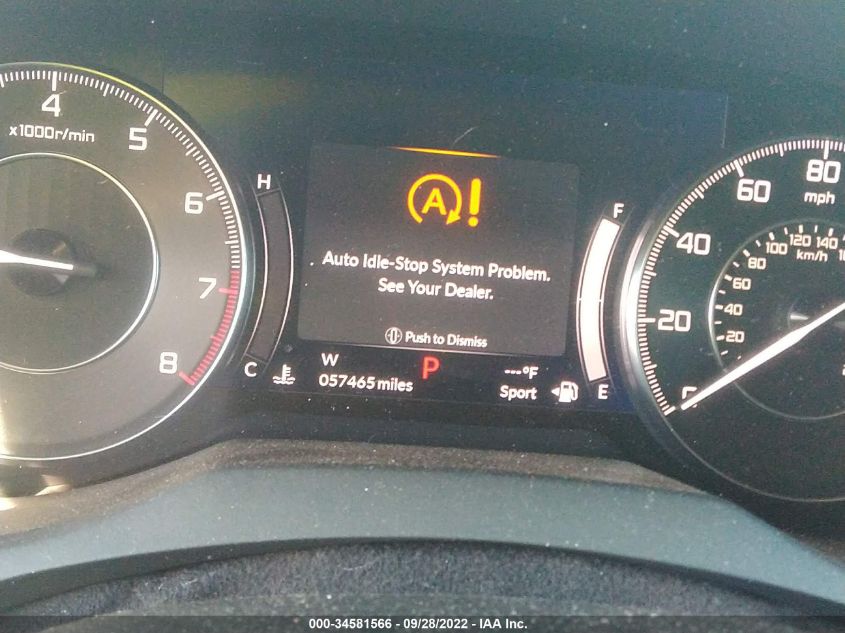 4
x1000r/min
5
6
7
8
H
C
A!
Auto Idle-Stop System Problem.
See Your Dealer.
Push to Dismiss
W
057465 miles
P
---°F
Sport
F
E
80
mph
60
40
20
0
120 140
100
km/h
80
60
40
20
000-34581566 - 09/28/2022 - IAA Inc.